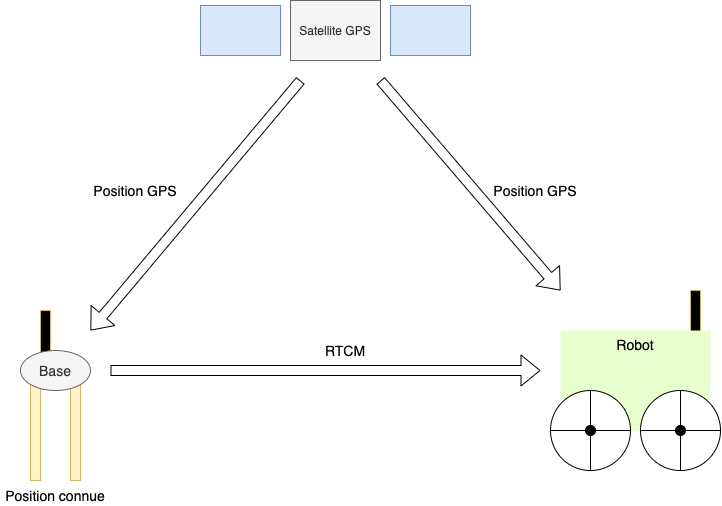 Satellite GPS
Position GPS
Position GPS
RTCM
Robot
Base
Position connue